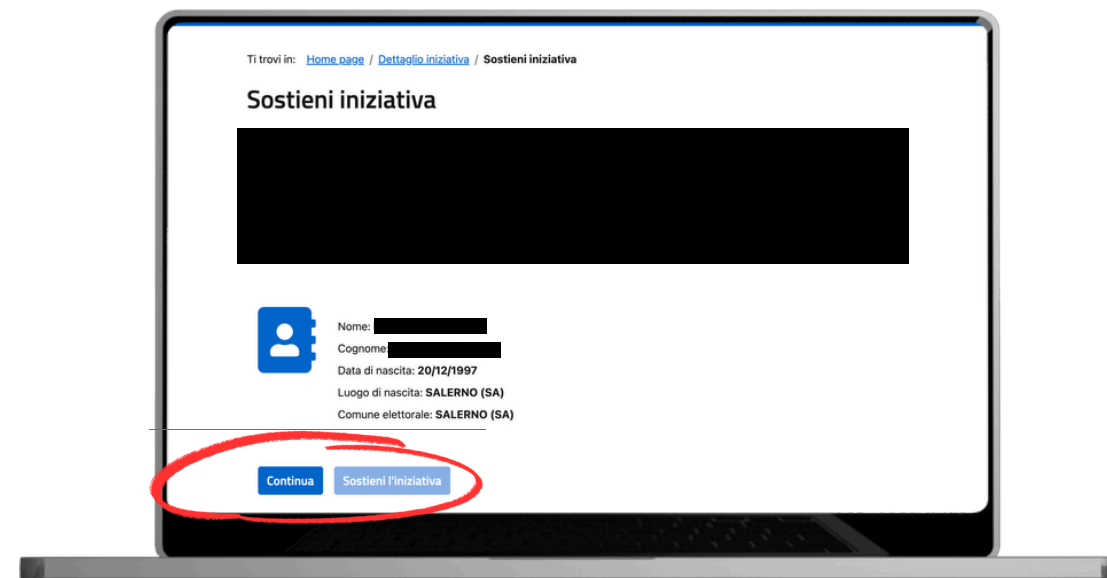 Ti trovi in: Home page / Dettaglio iniziativa / Sostieni iniziativa
Sostieni iniziativa
Nome:
Cognome:
Data di nascita: 20/12/1997
Luogo di nascita: SALERNO (SA)
Comune elettorale: SALERNO (SA)
Continua Sostieni l'iniziativa